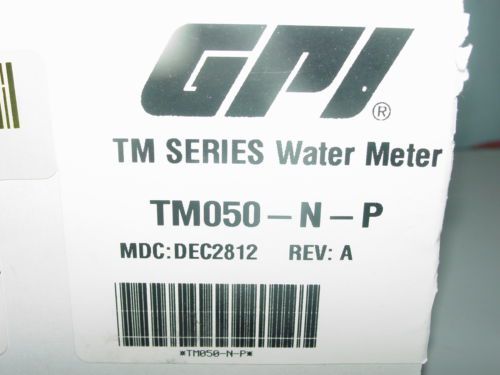 GPI®
TM SERIES Water Meter
TM050-N-P
MDC:DEC2812 REV: A
*TM050-N-P*